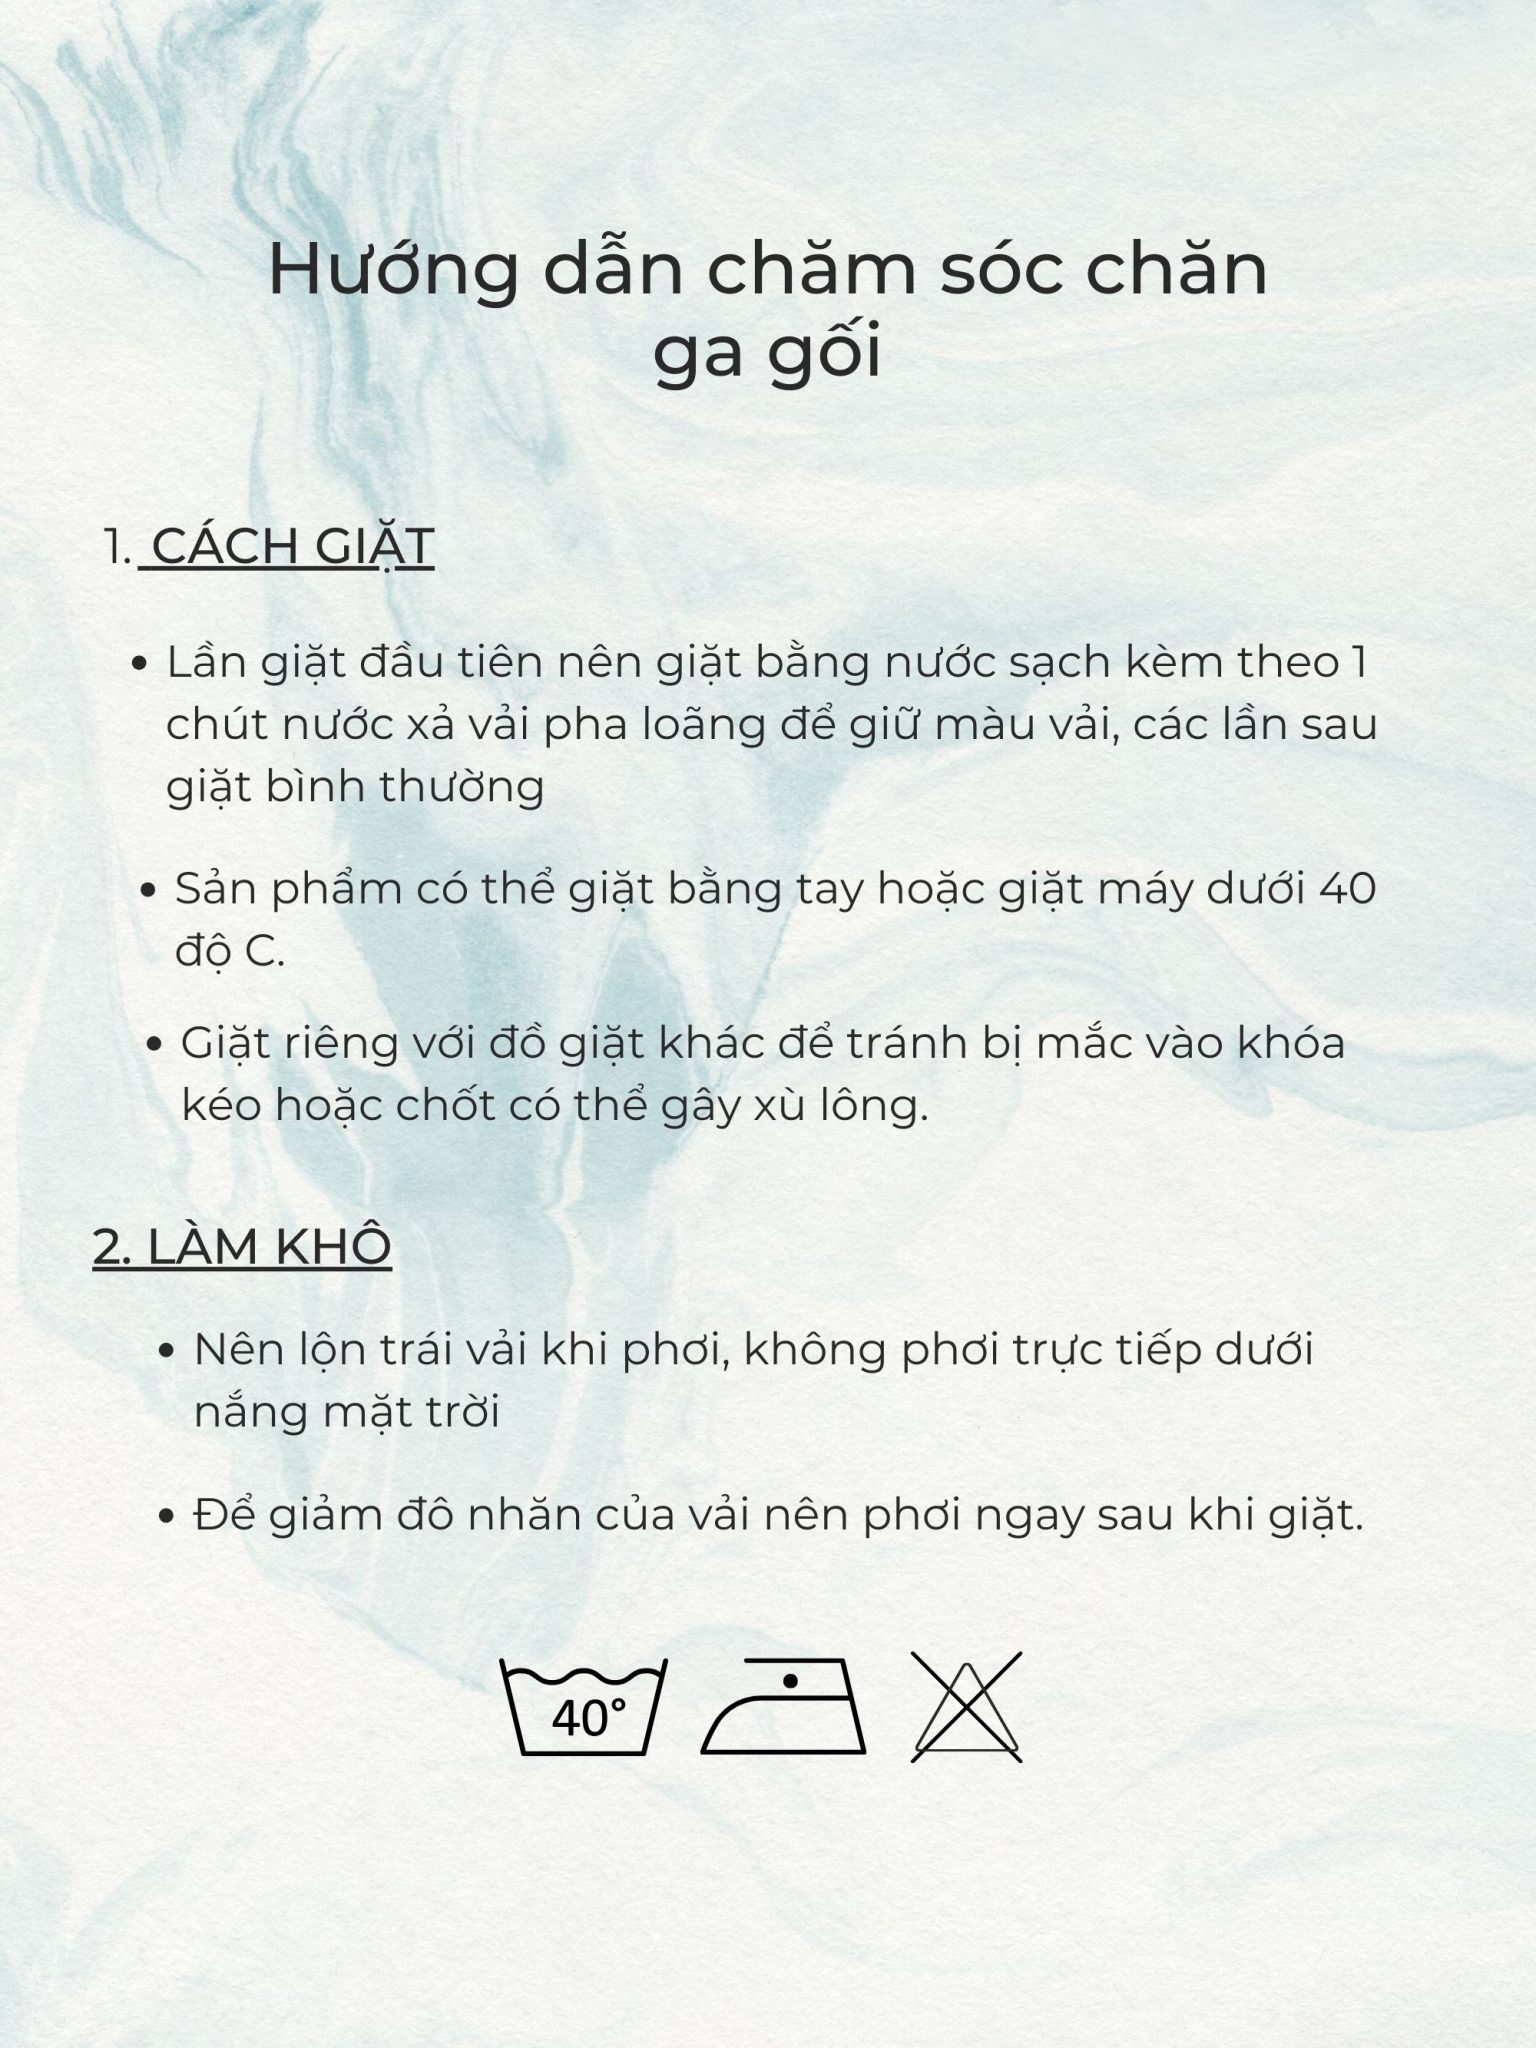 Hướng dẫn chăm sóc chăn
ga gối
1. CÁCH GIẶT
• Lần giặt đầu tiên nên giặt bằng nước sạch kèm theo 1
chút nước xả vải pha loãng để giữ màu vải, các lần sau
giặt bình thường
• Sản phẩm có thể giặt bằng tay hoặc giặt máy dưới 40
độ C.
• Giặt riêng với đồ giặt khác để tránh bị mắc vào khóa
kéo hoặc chốt có thể gây xù lông.
2. LÀM KHÔ
• Nên lộn trái vải khi phơi, không phơi trực tiếp dưới
nắng mặt trời
• Để giảm đô nhăn của vải nên phơi ngay sau khi giặt.
40°